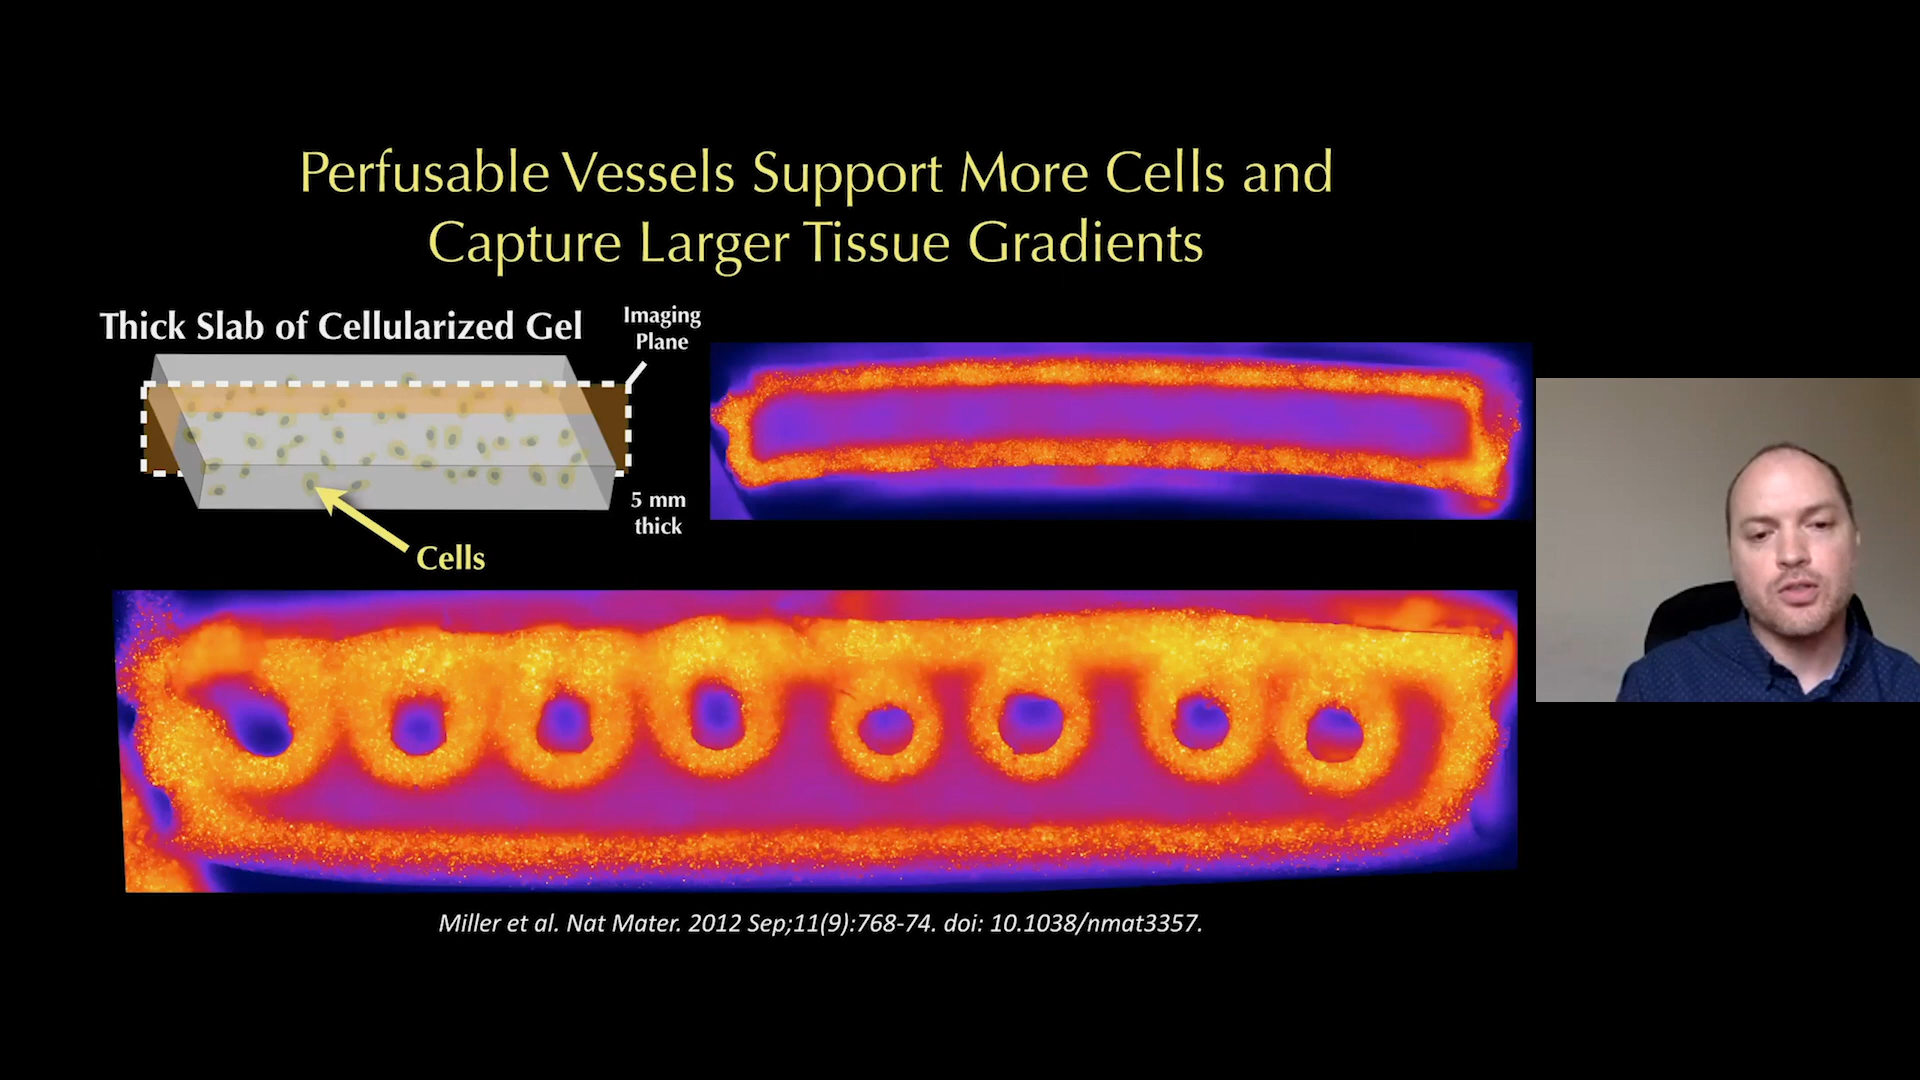 Perfusable Vessels Support More Cells and
Capture Larger Tissue Gradients
Thick Slab of Cellularized Gel
Imaging
Plane
5 mm
thick
Cells
Miller et al. Nat Mater. 2012 Sep;11(9):768-74. doi: 10.1038/nmat3357.